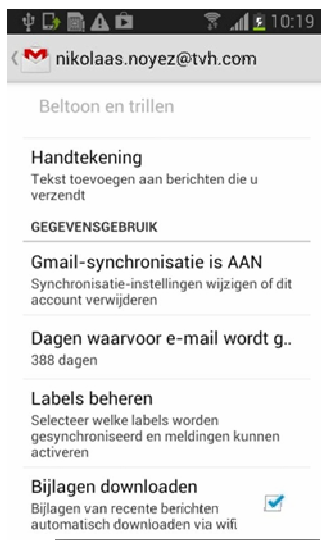 10:19
nikolaas.noyez@tvh.com
Beltoon en trillen
Handtekening
Tekst toevoegen aan berichten die u
verzendt
GEGEVENSGEBRUIK
Gmail-synchronisatie is AAN
Synchronisatie-instellingen wijzigen of dit
account verwijderen
Dagen waarvoor e-mail wordt g..
388 dagen
Labels beheren
Selecteer welke labels worden
gesynchroniseerd en meldingen kunnen
activeren
Bijlagen downloaden
Bijlagen van recente berichten
automatisch downloaden via wifi